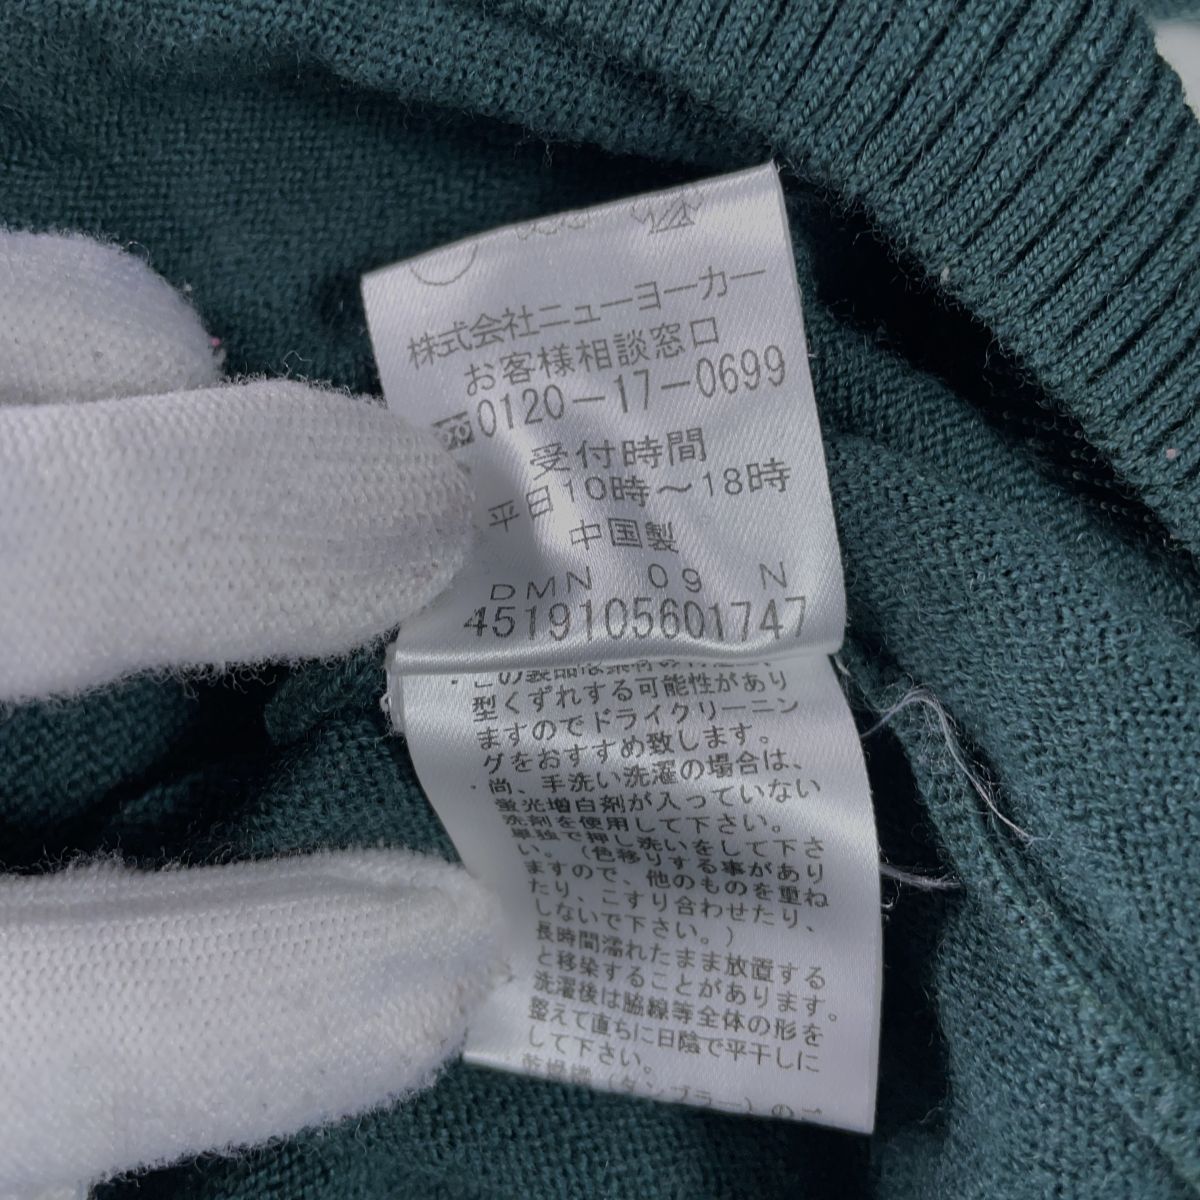 株式会社ニューヨーカー
お客様相談窓口
0120-17-0699
受付時間
平日10時～18時
中国製
DMN 09 N
4519105601747
型くずれする可能性があり
ますのでドライクリーニン
グをおすすめ致します。
・尚、手洗い洗濯の場合は、
蛍光増白剤が入っていない
洗剤を使用して下さい。
単独で押し洗いをして下さ
い。（色移りする事があり
ますので、他のものを重ね
たり、こすり合わせたり、
しないで下さい。）
長時間濡れたまま放置する
と移染することがあります。
洗濯後は脇線等全体の形を
整えて直ちに日陰で平干しに
して下さい。